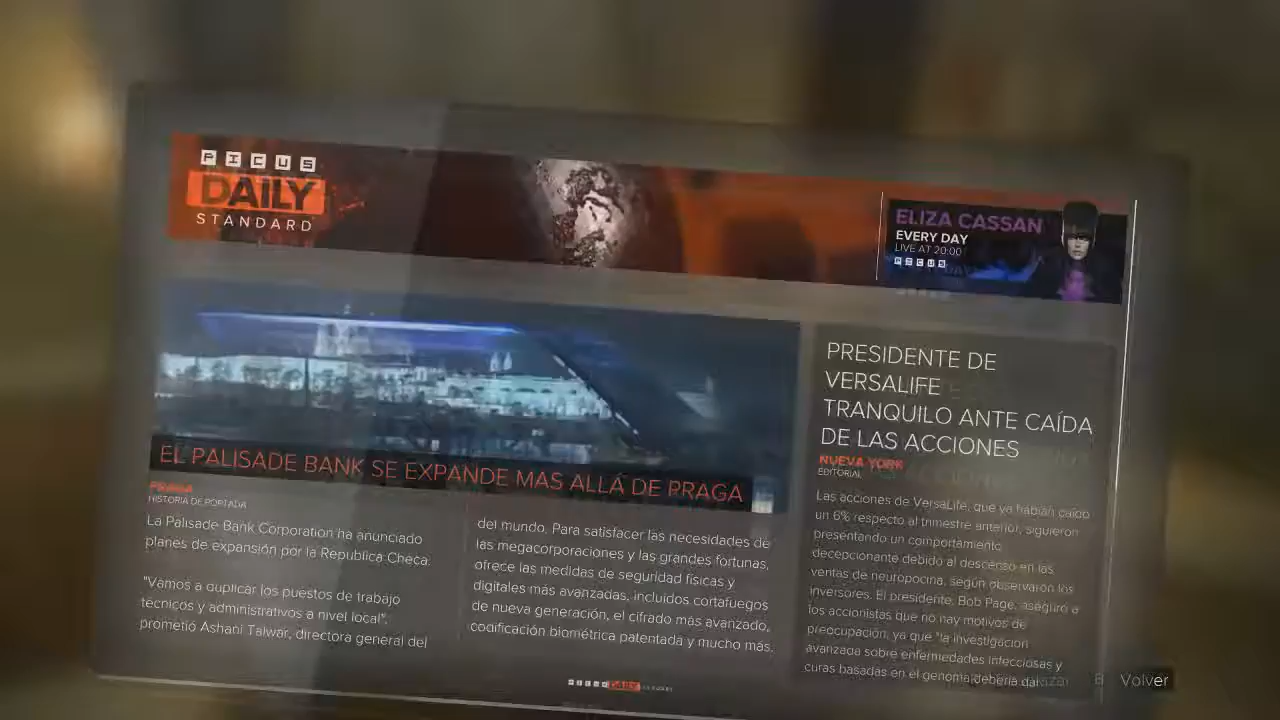 PICUS
DAILY
STANDARD
ELIZA CASSAN
EVERY DAY
LIVE AT 20:00
PICUS
EL PALISADE BANK SE EXPANDE MAS ALLÁ DE PRAGA
PRAGA
HISTORIA DE PORTADA
La Palisade Bank Corporation ha anunciado
planes de expansión por la Republica Checa.
"Vamos a duplicar los puestos de trabajo
técnicos y administrativos a nivel local",
prometió Ashani Talwar, directora general del
del mundo. Para satisfacer las necesidades de
las megacorporaciones y las grandes fortunas,
ofrece las medidas de seguridad físicas y
digitales más avanzadas, incluidos cortafuegos
de nueva generación, el cifrado más avanzado,
codificación biométrica patentada y mucho más.
PRESIDENTE DE
VERSALIFE
TRANQUILO ANTE CAÍDA
DE LAS ACCIONES
NUEVA YORK
EDITORIAL
Las acciones de VersaLife, que ya habían caído
un 6% respecto al trimestre anterior, siguieron
presentando un comportamiento
decepcionante debido al descenso en las
ventas de neuropocina, según observaron los
inversores. El presidente, Bob Page, aseguró a
los accionistas que no hay motivos de
preocupación, ya que "la investigación
avanzada sobre enfermedades infecciosas y
curas basadas en el genoma debería dar
PICUS DAILY
B Volver